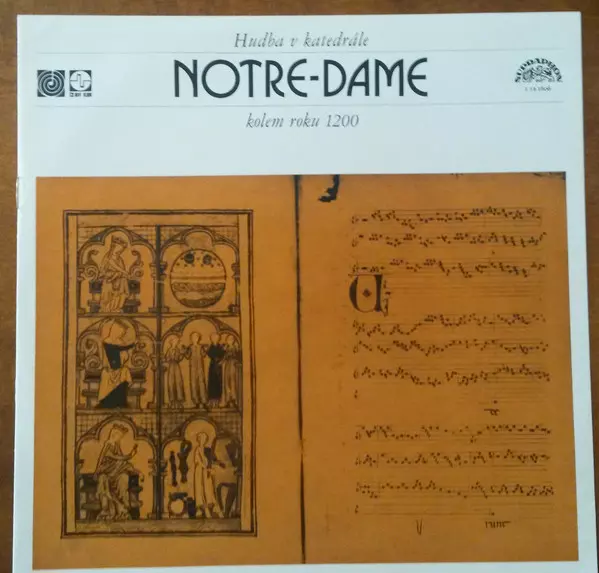 Hudba v katedrále
NOTRE-DAME
SUPRAPHON
kolem roku 1200
V